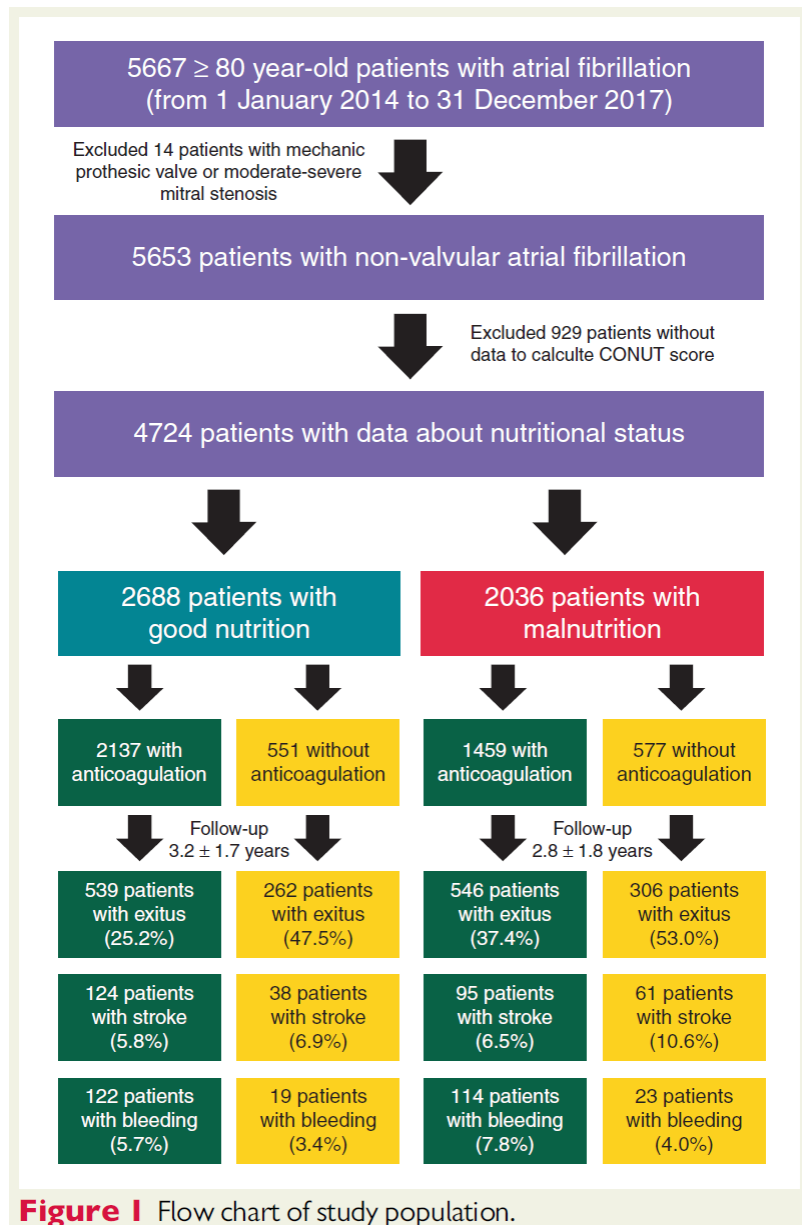 5667 ≥ 80 year-old patients with atrial fibrillation
(from 1 January 2014 to 31 December 2017)
Excluded 14 patients with mechanic
prothesic valve or moderate-severe
mitral stenosis
5653 patients with non-valvular atrial fibrillation
Excluded 929 patients without
data to calculte CONUT score
4724 patients with data about nutritional status
2688 patients with
good nutrition
2036 patients with
malnutrition
2137 with
anticoagulation
551 without
anticoagulation
1459 with
anticoagulation
577 without
anticoagulation
Follow-up
3.2 ± 1.7 years
Follow-up
2.8 ± 1.8 years
539 patients
with exitus
(25.2%)
262 patients
with exitus
(47.5%)
546 patients
with exitus
(37.4%)
306 patients
with exitus
(53.0%)
124 patients
with stroke
(5.8%)
38 patients
with stroke
(6.9%)
95 patients
with stroke
(6.5%)
61 patients
with stroke
(10.6%)
122 patients
with bleeding
(5.7%)
19 patients
with bleeding
(3.4%)
114 patients
with bleeding
(7.8%)
23 patients
with bleeding
(4.0%)
Figure 1 Flow chart of study population.